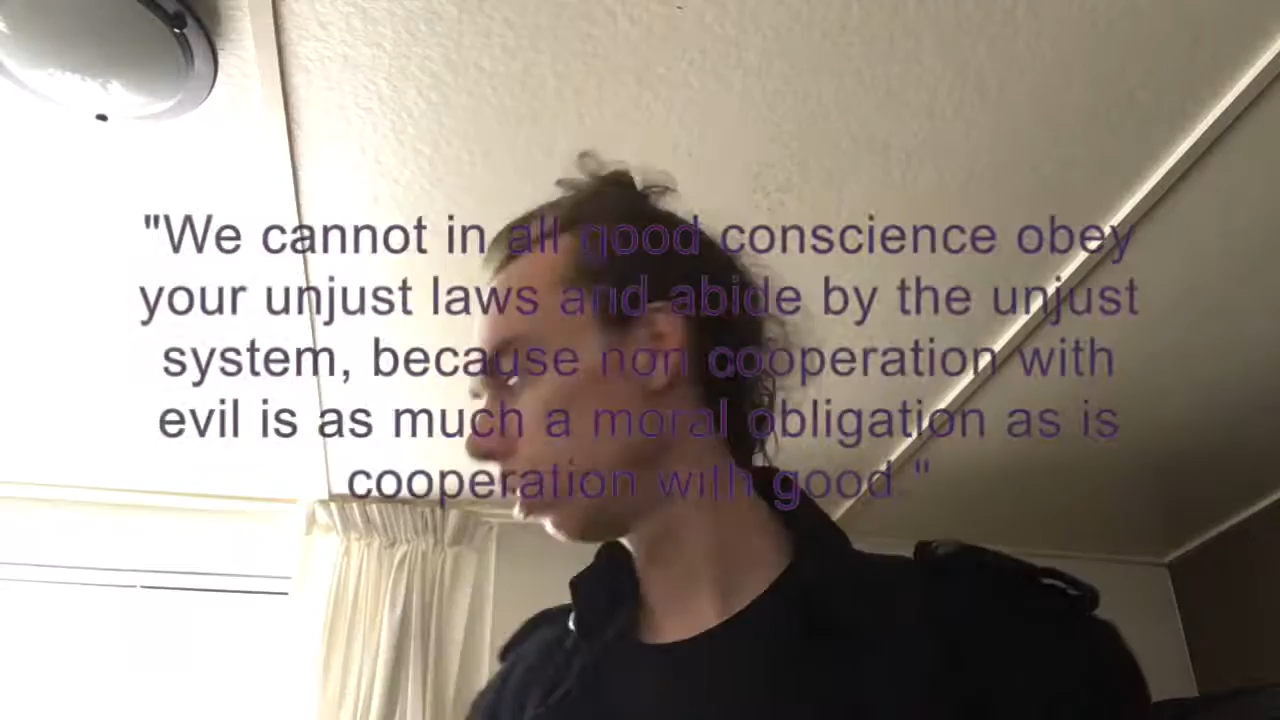 "We cannot in all good conscience obey
your unjust laws and abide by the unjust
system, because non cooperation with
evil is as much a moral obligation as is
cooperation with good."